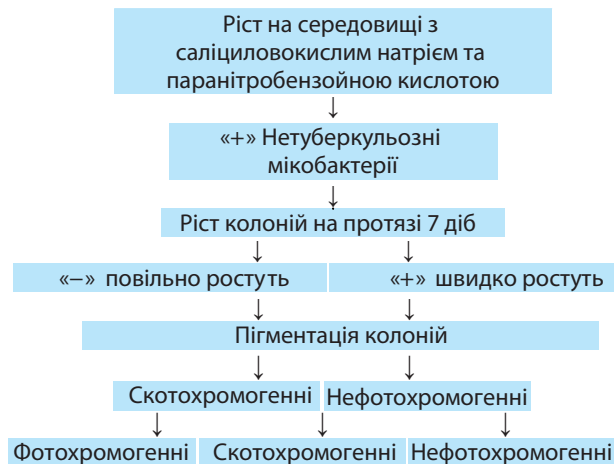 Ріст на середовищі з
саліциловокислим натрієм та
паранітробензойною кислотою
«+» Нетуберкульозні
мікобактерії
Ріст колоній на протязі 7 діб
«–» повільно ростуть
«+» швидко ростуть
Пігментація колоній
Скотохромогенні
Нефотохромогенні
Фотохромогенні
Скотохромогенні
Нефотохромогенні